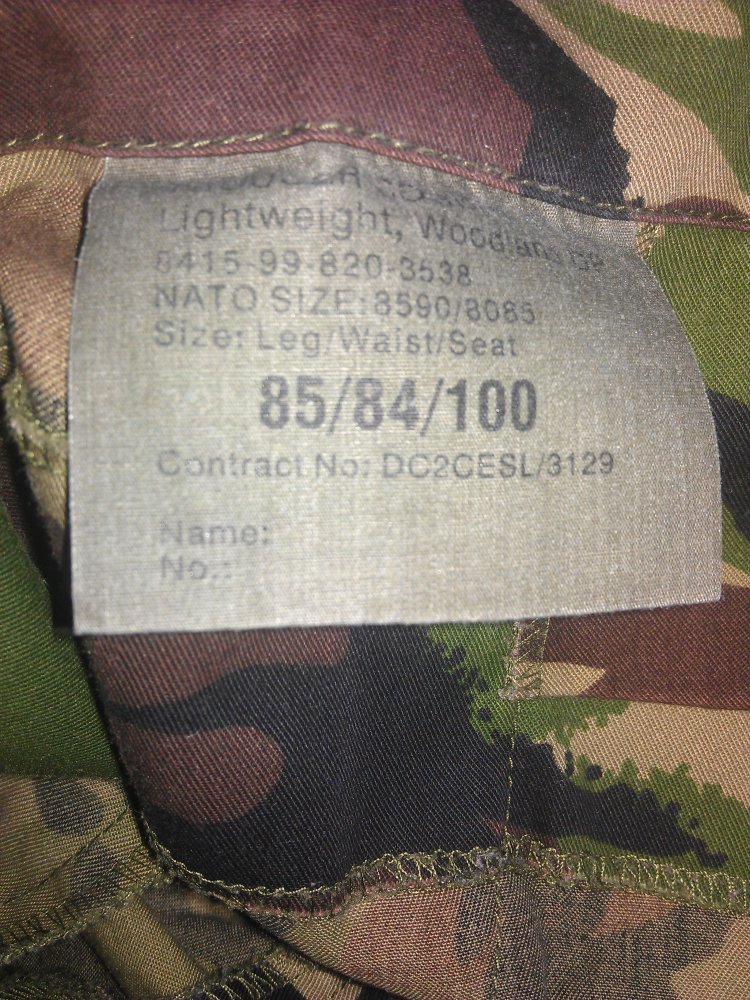 Lightweight, Woodland DP
8415-99-820-3538
NATO SIZE: 8590/8085
Size: Leg/Waist/Seat
85/84/100
Contract No: DC2CESL/3129
Name:
No.: